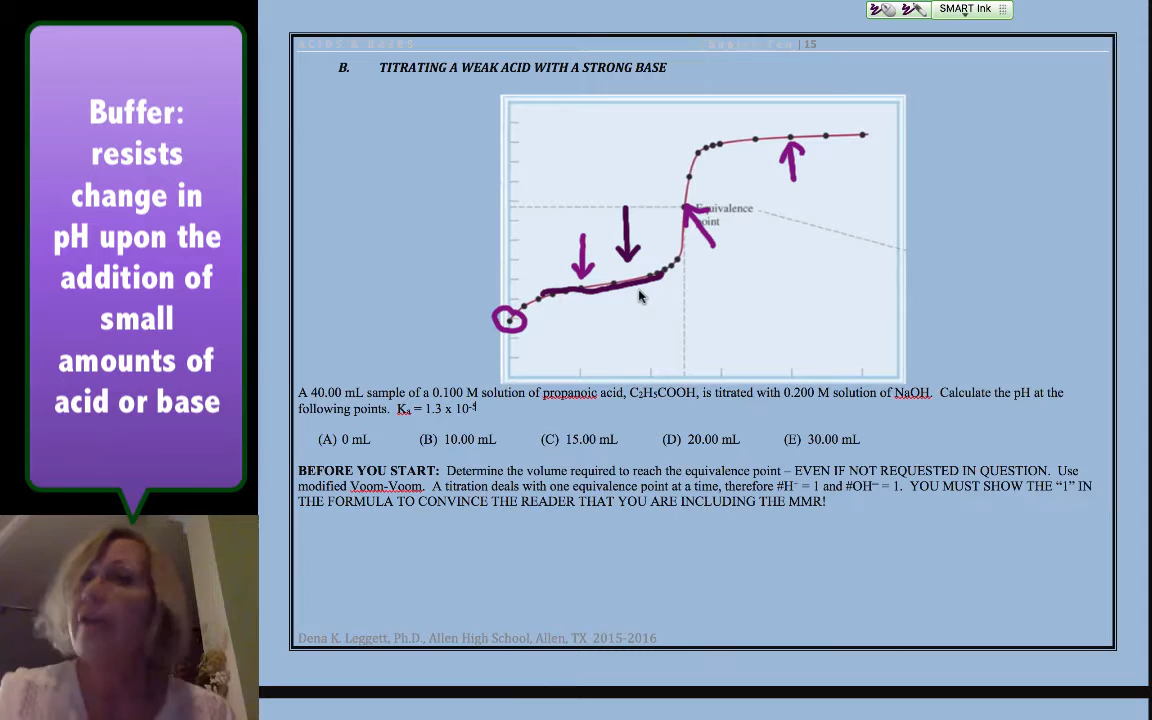 SMART Ink
Buffer:
resists
change in
pH upon the
addition of
small
amounts of
acid or base
ACIDS & BASES
| 15
B. TITRATING A WEAK ACID WITH A STRONG BASE
Equivalence
point
A 40.00 mL sample of a 0.100 M solution of propanoic acid, C₂H₅COOH, is titrated with 0.200 M solution of NaOH. Calculate the pH at the
following points. Kₐ = 1.3 x 10⁻⁵
(A) 0 mL (B) 10.00 mL (C) 15.00 mL (D) 20.00 mL (E) 30.00 mL
BEFORE YOU START: Determine the volume required to reach the equivalence point – EVEN IF NOT REQUESTED IN QUESTION. Use
modified Voom-Voom. A titration deals with one equivalence point at a time, therefore #H⁺ = 1 and #OH⁻ = 1. YOU MUST SHOW THE “1” IN
THE FORMULA TO CONVINCE THE READER THAT YOU ARE INCLUDING THE MMR!
Dena K. Leggett, Ph.D., Allen High School, Allen, TX 2015-2016